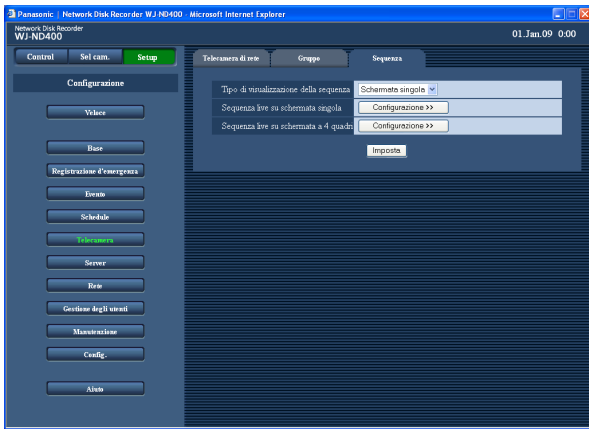 Panasonic | Network Disk Recorder WJ-ND400 - Microsoft Internet Explorer
Network Disk Recorder
WJ-ND400
01.Jan.09 0:00
Control
Sel cam.
Setup
Configurazione
Veloce
Base
Registrazione d'emergenza
Evento
Schedule
Telecamera
Server
Rete
Gestione degli utenti
Manutenzione
Config.
Aiuto
Telecamera di rete
Gruppo
Sequenza
Tipo di visualizzazione della sequenza
Schermata singola
Sequenza live su schermata singola
Configurazione >>
Sequenza live su schermata a 4 quadri
Configurazione >>
Imposta